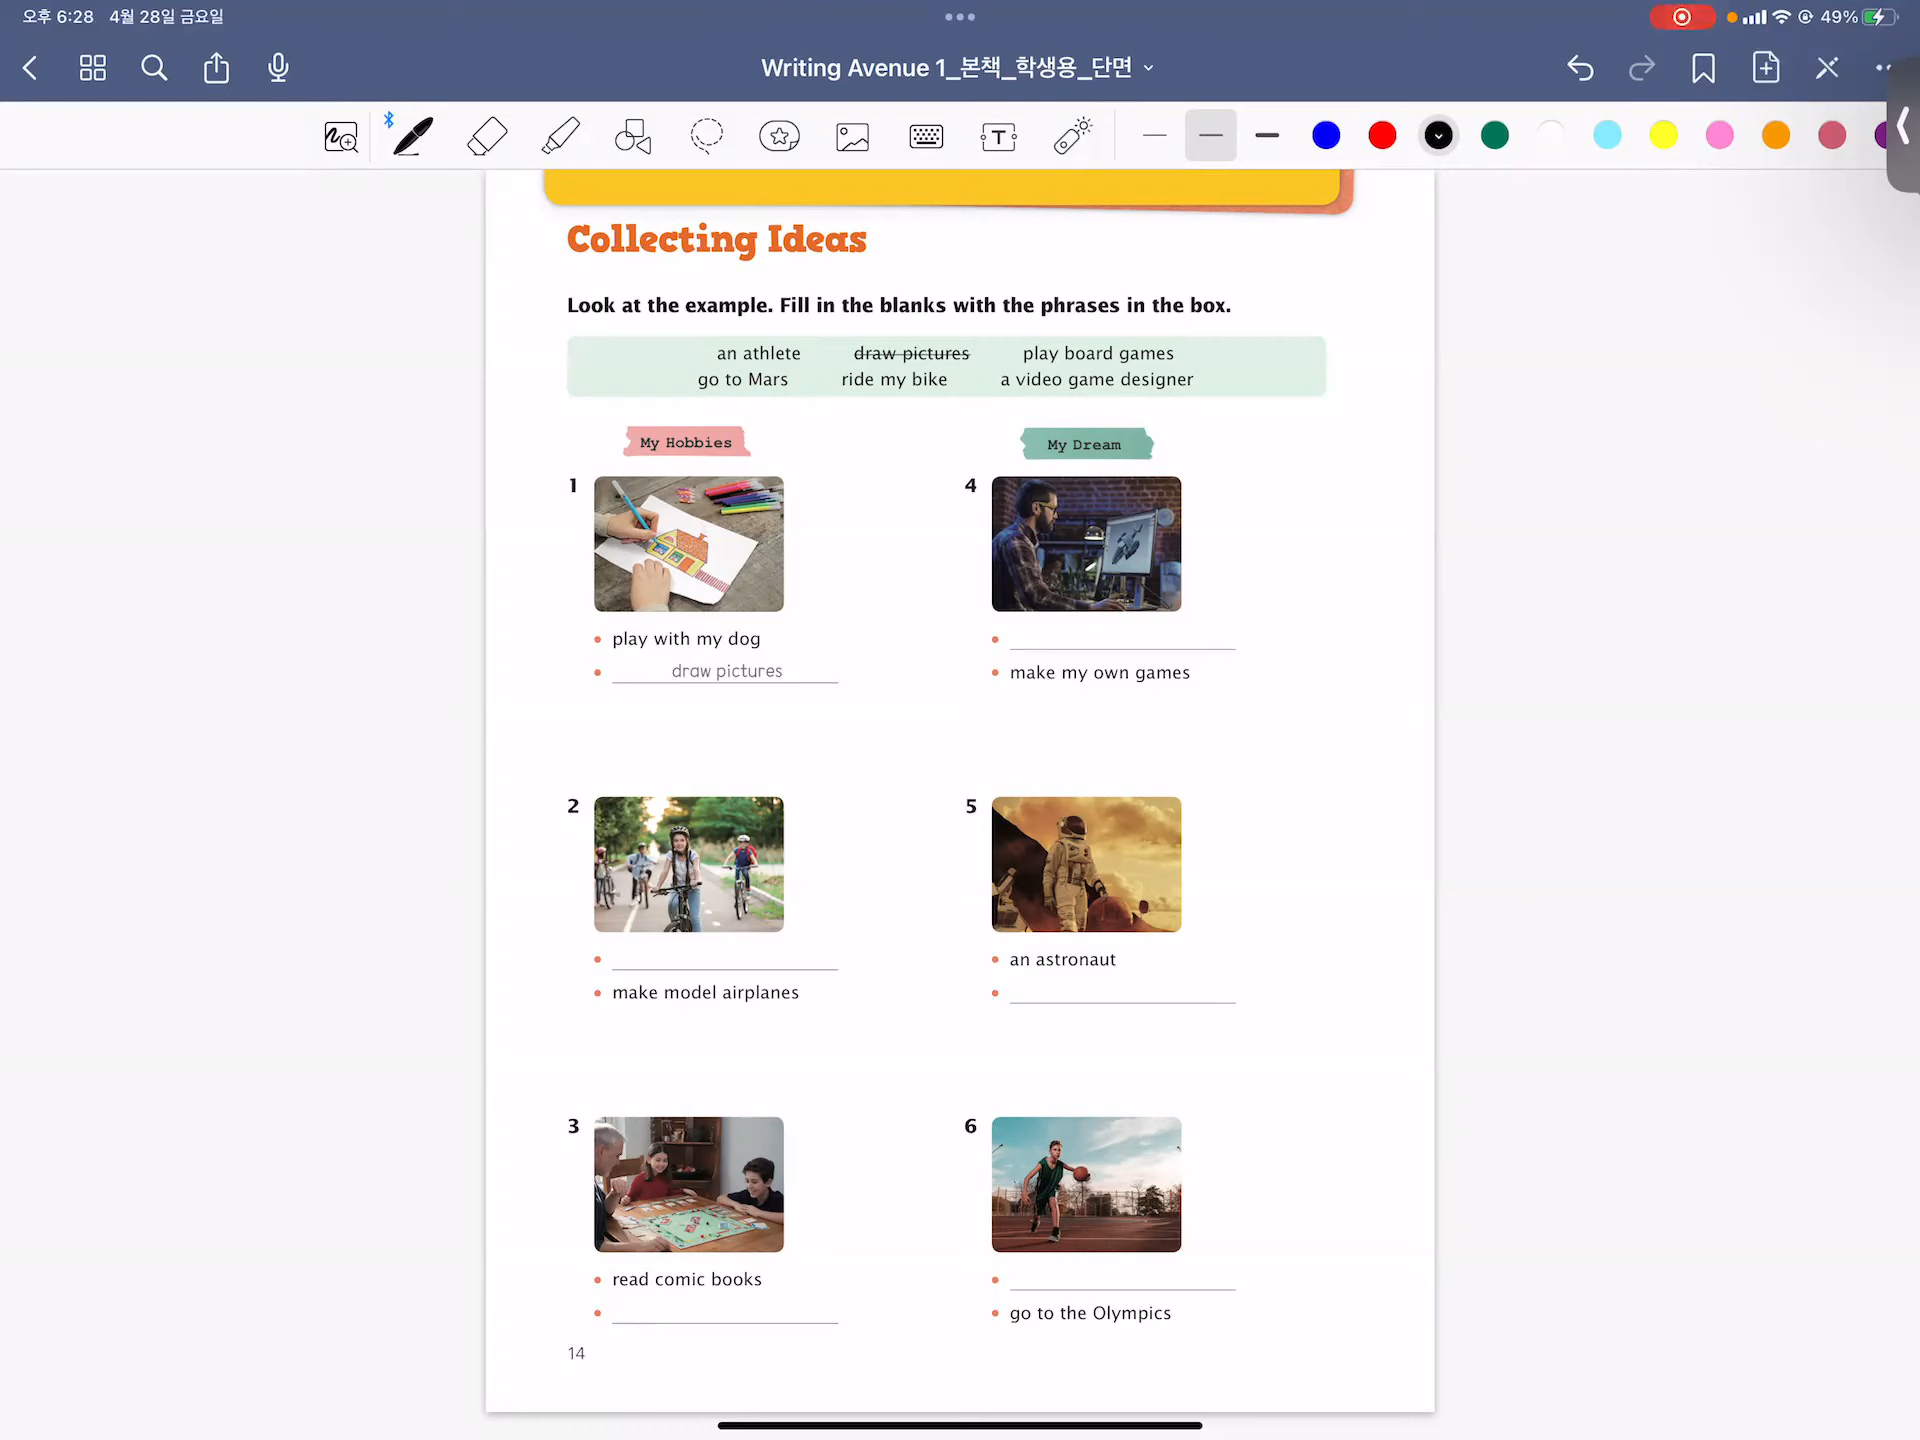 오후 6:28 4월 28일 금요일
49%
Writing Avenue 1_본책_학생용_단면
Collecting Ideas
Look at the example. Fill in the blanks with the phrases in the box.
an athlete draw pictures play board games
go to Mars ride my bike a video game designer
My Hobbies
1
play with my dog
draw pictures
2
make model airplanes
3
read comic books
My Dream
4
make my own games
5
an astronaut
6
go to the Olympics
14